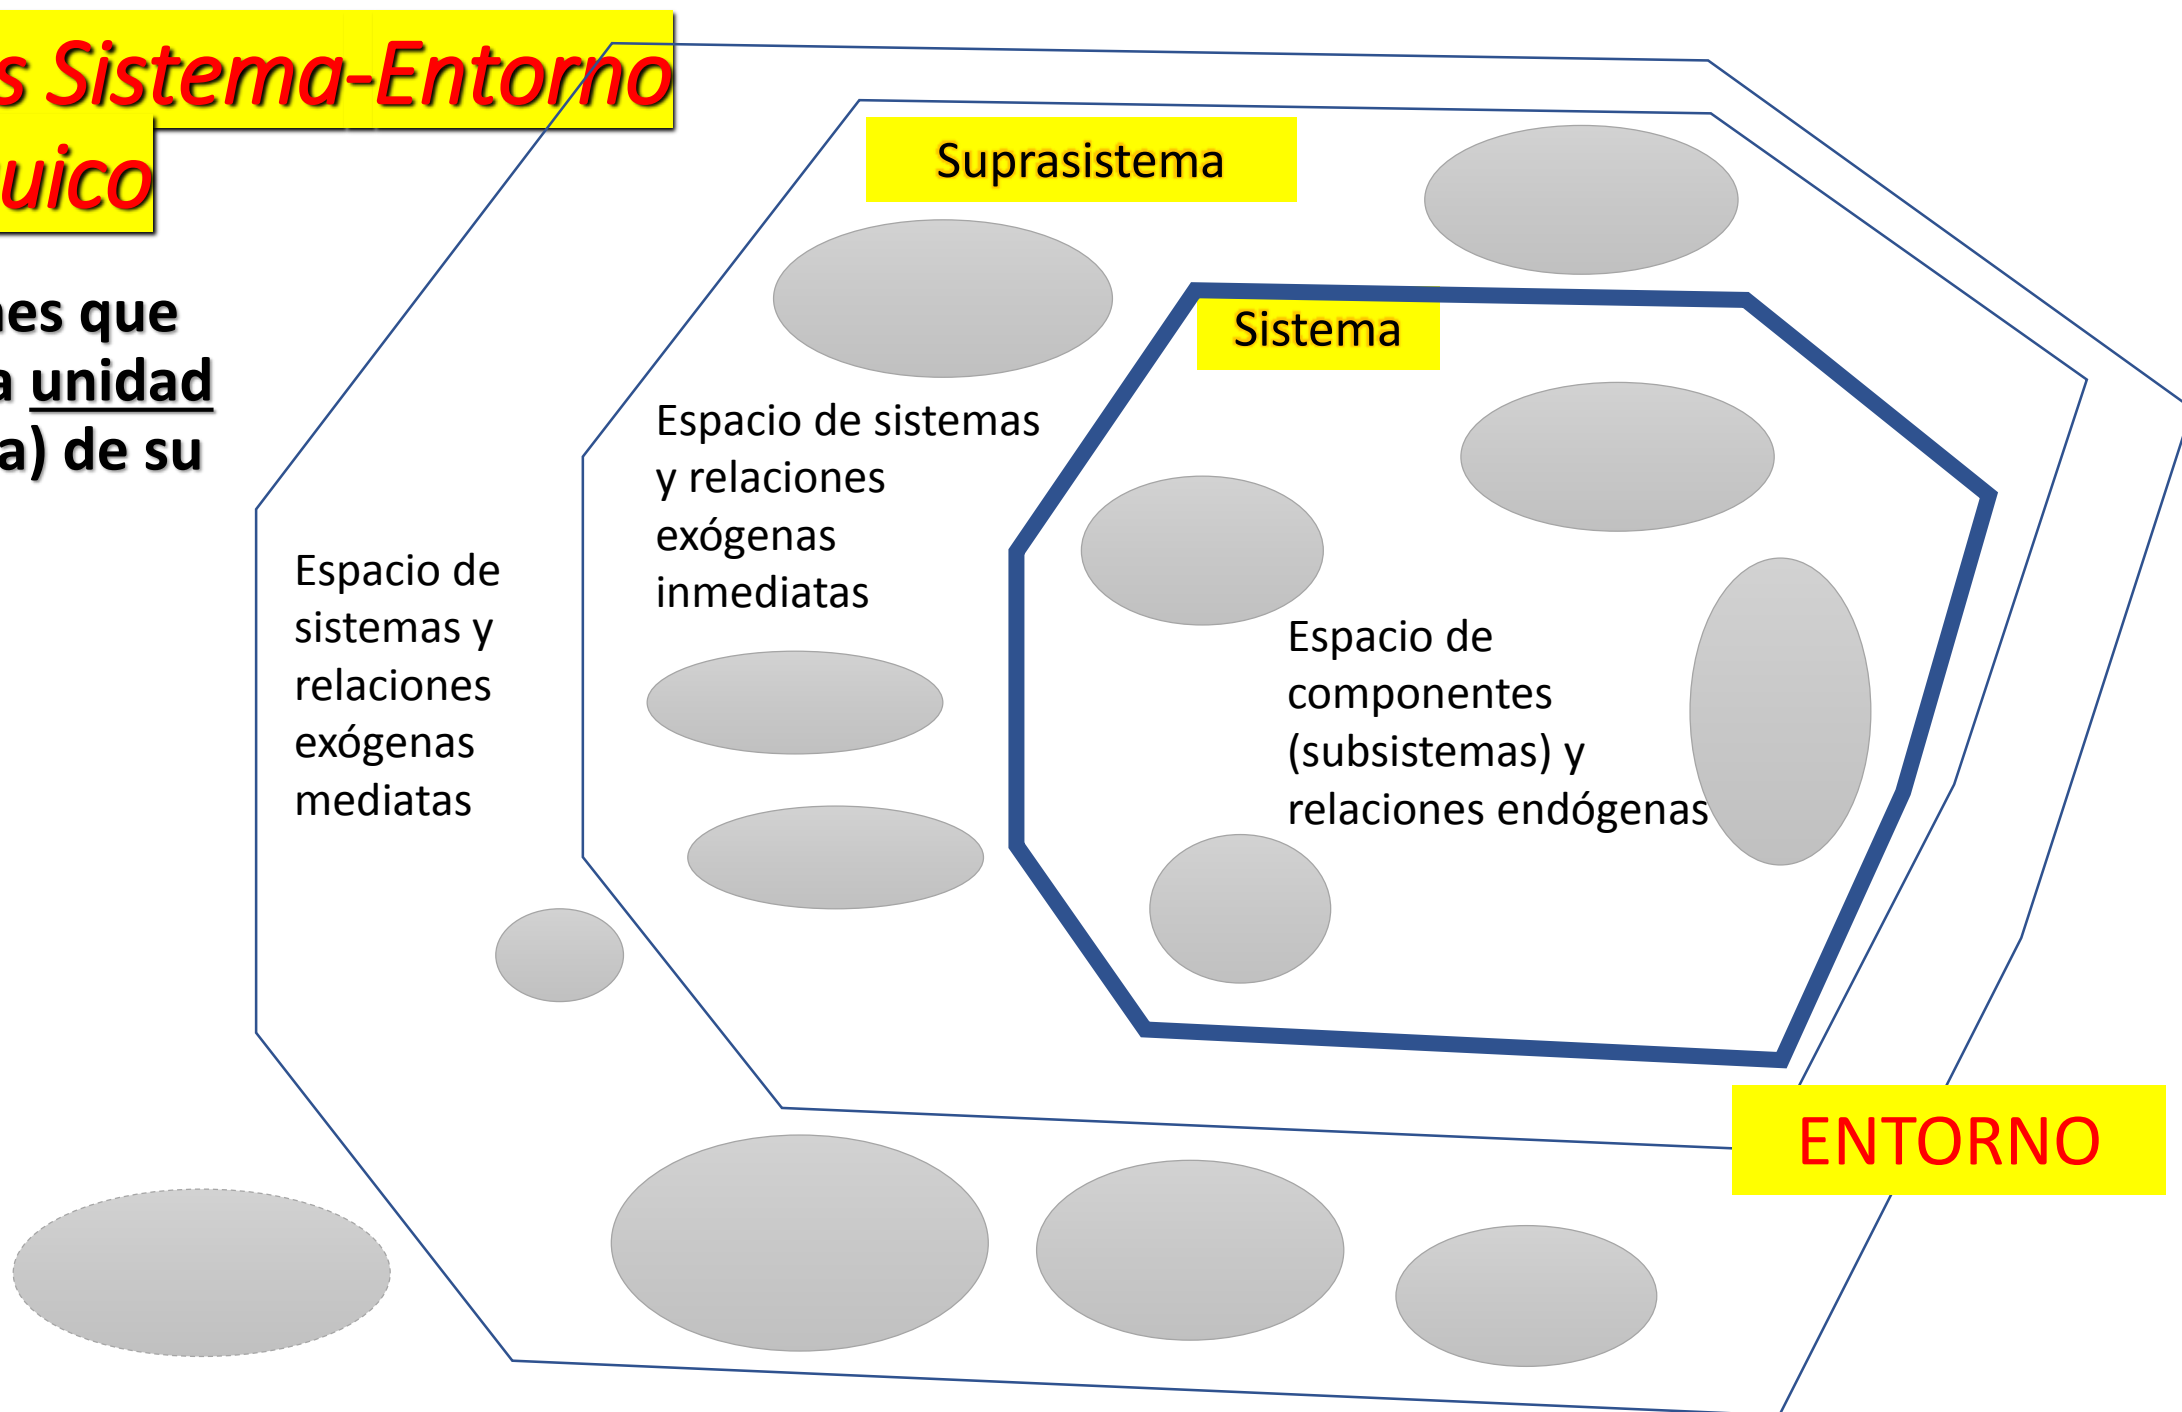 s Sistema-Entorno
uico
nes que
a unidad
a) de su
Suprasistema
Sistema
Espacio de sistemas
y relaciones
exógenas
inmediatas
Espacio de
sistemas y
relaciones
exógenas
mediatas
Espacio de
componentes
(subsistemas) y
relaciones endógenas
ENTORNO